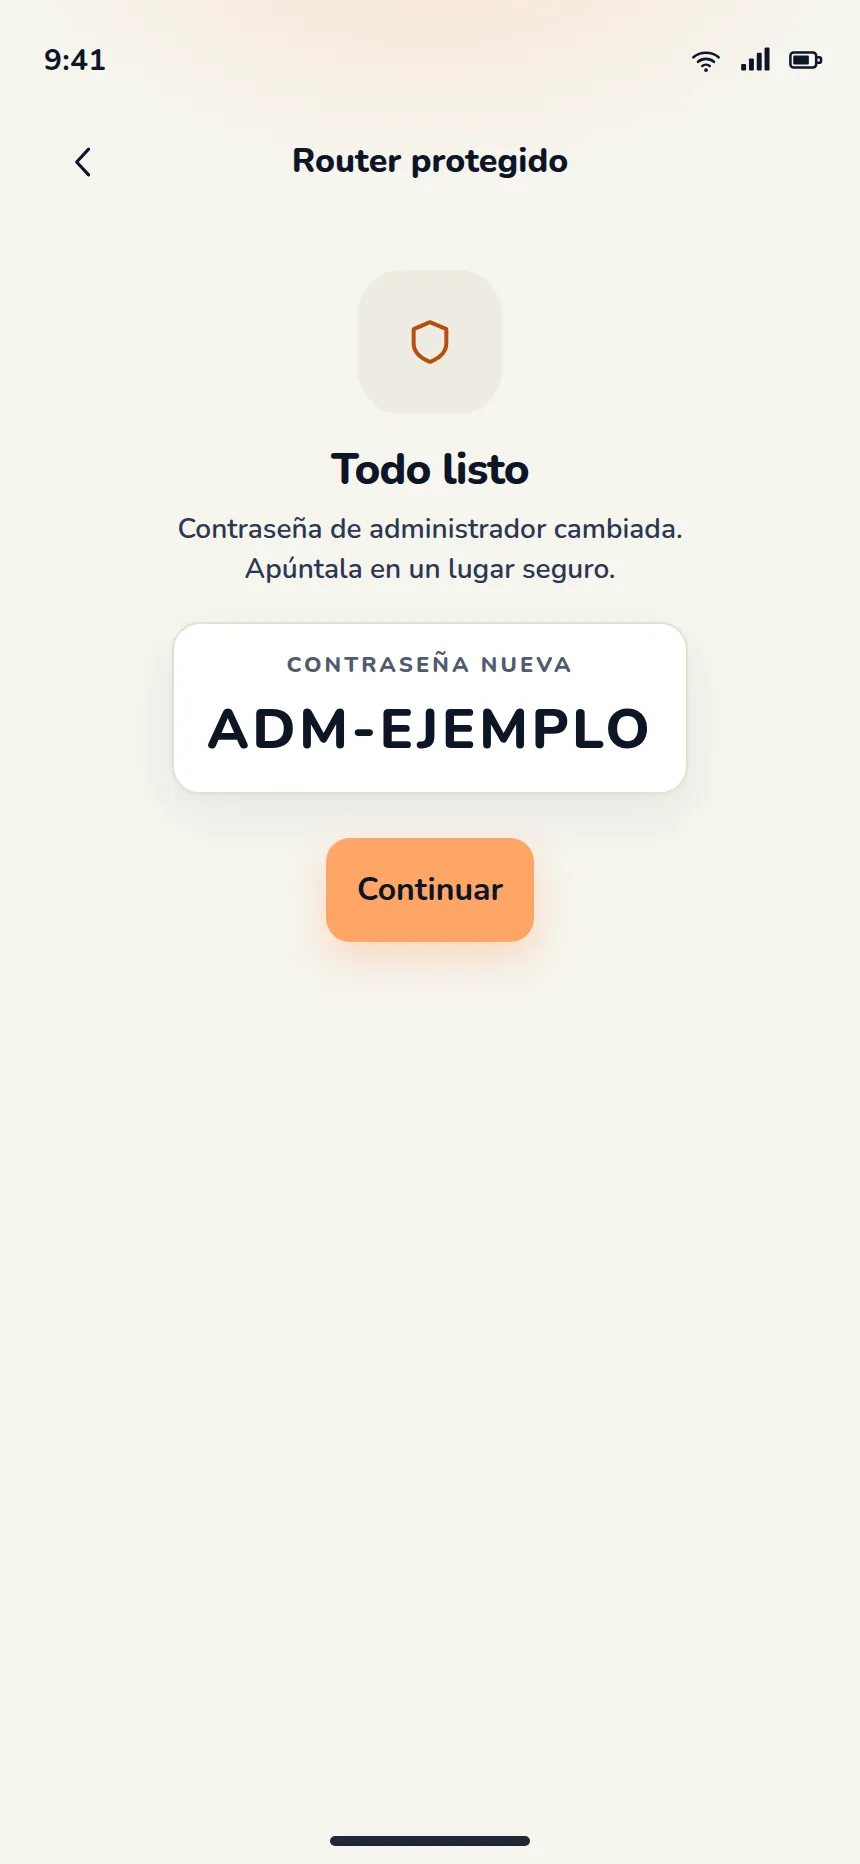 9:41
Router protegido
Todo listo
Contraseña de administrador cambiada.
Apúntala en un lugar seguro.
CONTRASEÑA NUEVA
ADM-EJEMPLO
Continuar